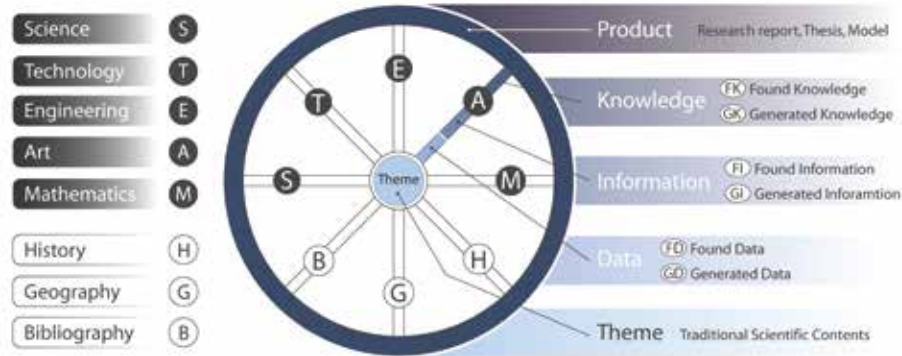 Science S
Technology T
Engineering E
Art A
Mathematics M
History H
Geography G
Bibliography B
E
T
A
S
Theme
M
B
H
G
Product Research report, Thesis, Model
Knowledge
FK Found Knowledge
GK Generated Knowledge
Information
FI Found Information
GI Generated Inforamtion
Data
FD Found Data
GD Generated Data
Theme Traditional Scientific Contents